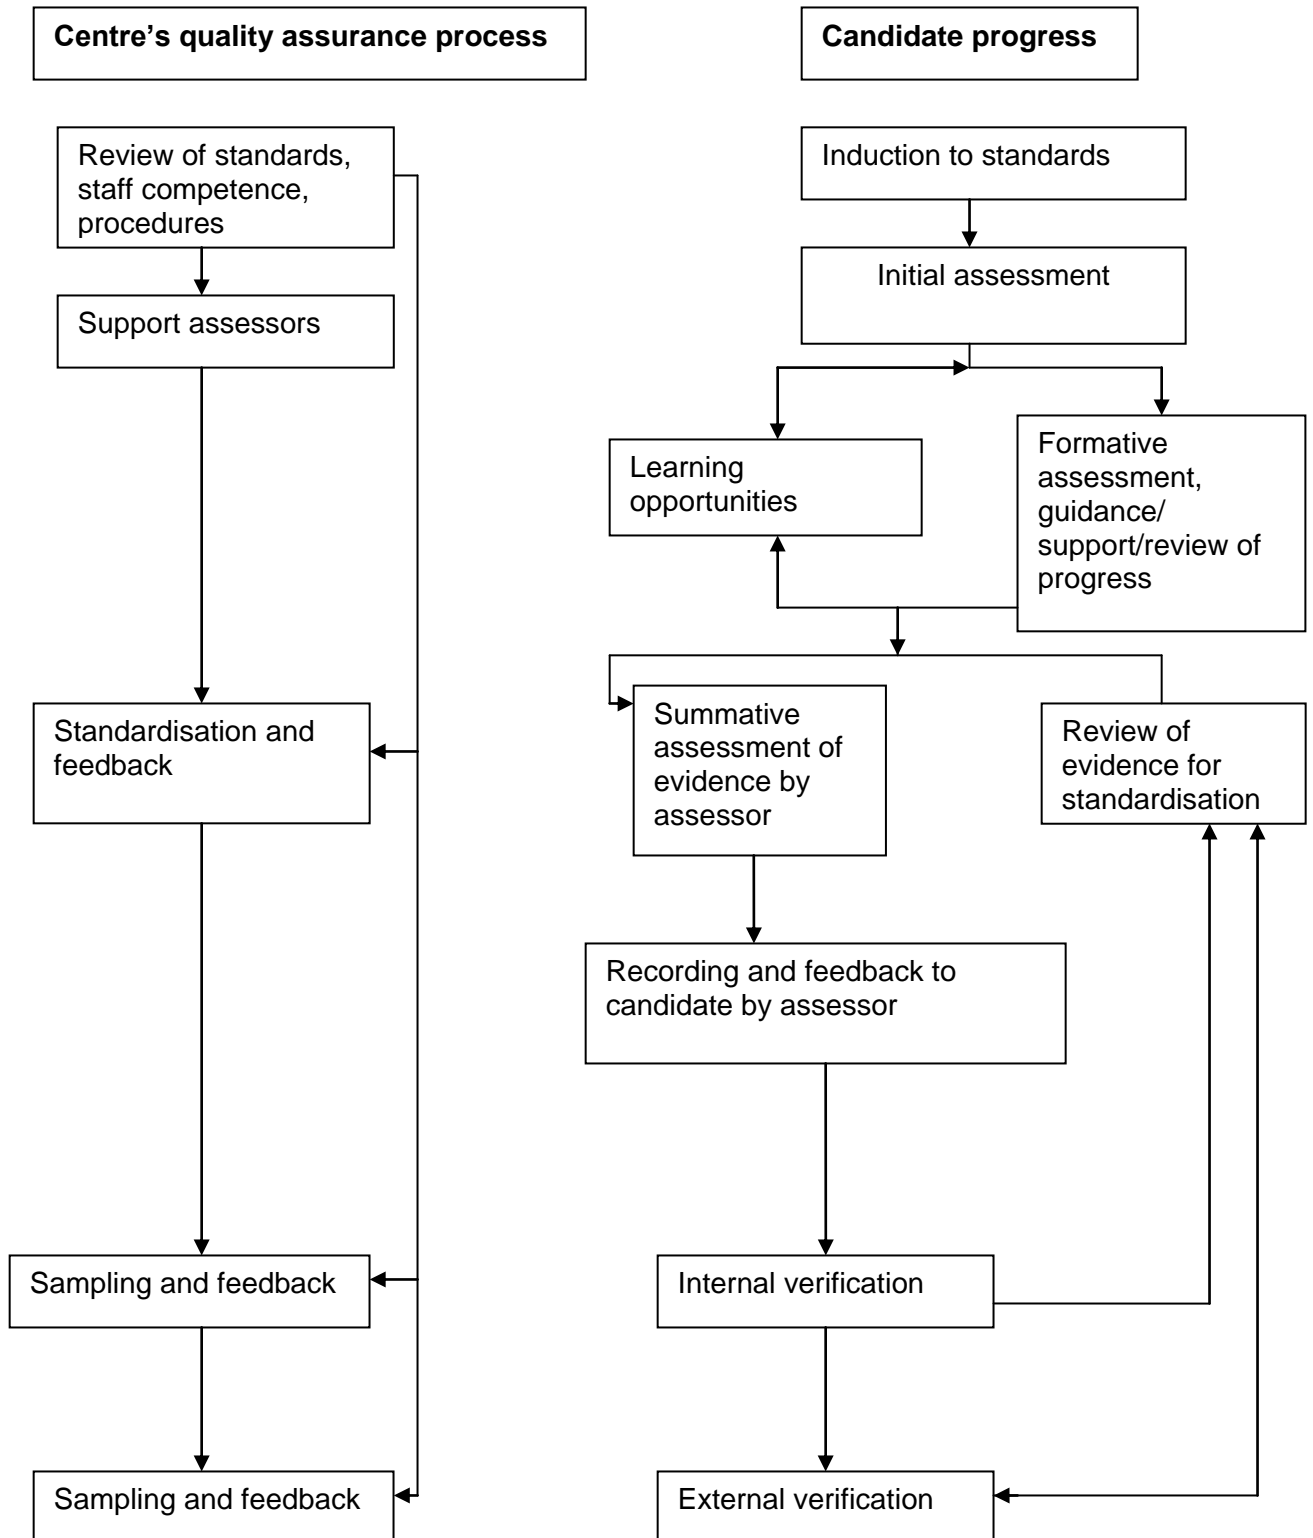 Centre’s quality assurance process
Candidate progress
Review of standards,
staff competence,
procedures
Induction to standards
Initial assessment
Support assessors
Learning
opportunities
Formative
assessment,
guidance/
support/review of
progress
Standardisation and
feedback
Summative
assessment of
evidence by
assessor
Review of
evidence for
standardisation
Recording and feedback to
candidate by assessor
Sampling and feedback
Internal verification
Sampling and feedback
External verification